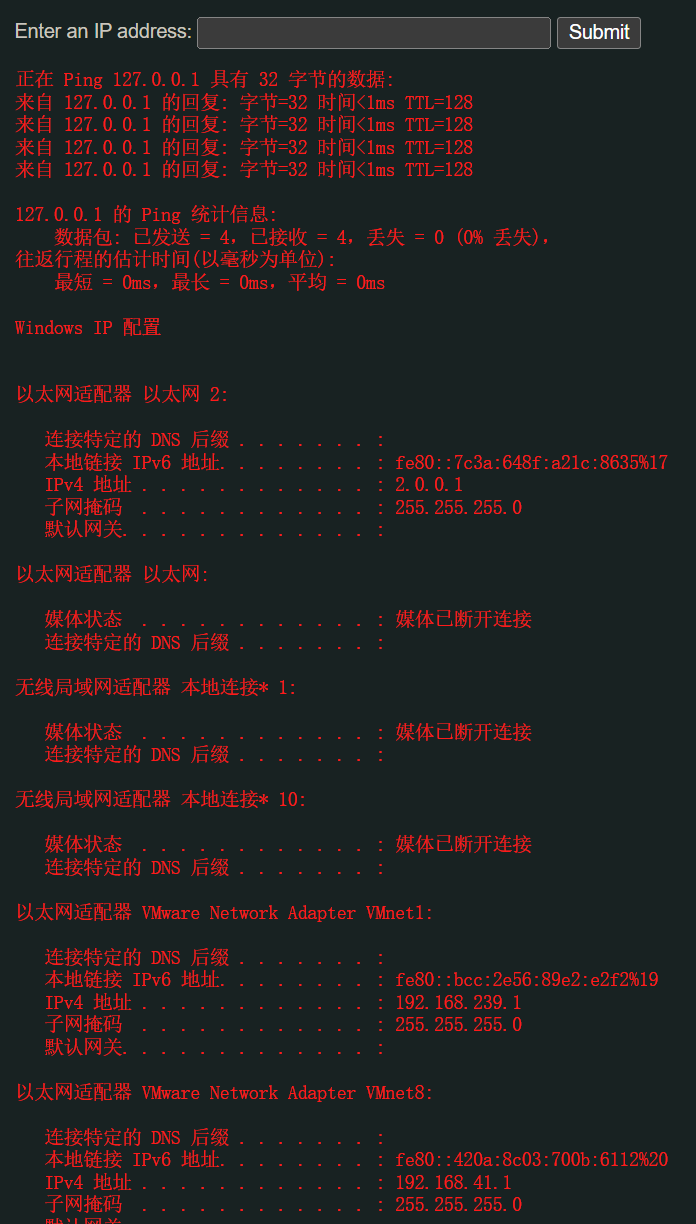 Enter an IP address: Submit
正在 Ping 127.0.0.1 具有 32 字节的数据:
来自 127.0.0.1 的回复: 字节=32 时间<1ms TTL=128
来自 127.0.0.1 的回复: 字节=32 时间<1ms TTL=128
来自 127.0.0.1 的回复: 字节=32 时间<1ms TTL=128
来自 127.0.0.1 的回复: 字节=32 时间<1ms TTL=128
127.0.0.1 的 Ping 统计信息:
数据包: 已发送 = 4，已接收 = 4，丢失 = 0 (0% 丢失)，
往返行程的估计时间(以毫秒为单位):
最短 = 0ms，最长 = 0ms，平均 = 0ms
Windows IP 配置
以太网适配器 以太网 2:
连接特定的 DNS 后缀 . . . . . . . :
本地链接 IPv6 地址. . . . . . . . : fe80::7c3a:648f:a21c:8635%17
IPv4 地址 . . . . . . . . . . . . : 2.0.0.1
子网掩码  . . . . . . . . . . . . : 255.255.255.0
默认网关. . . . . . . . . . . . . :
以太网适配器 以太网:
媒体状态  . . . . . . . . . . . . : 媒体已断开连接
连接特定的 DNS 后缀 . . . . . . . :
无线局域网适配器 本地连接* 1:
媒体状态  . . . . . . . . . . . . : 媒体已断开连接
连接特定的 DNS 后缀 . . . . . . . :
无线局域网适配器 本地连接* 10:
媒体状态  . . . . . . . . . . . . : 媒体已断开连接
连接特定的 DNS 后缀 . . . . . . . :
以太网适配器 VMware Network Adapter VMnet1:
连接特定的 DNS 后缀 . . . . . . . :
本地链接 IPv6 地址. . . . . . . . : fe80::bcc:2e56:89e2:e2f2%19
IPv4 地址 . . . . . . . . . . . . : 192.168.239.1
子网掩码  . . . . . . . . . . . . : 255.255.255.0
默认网关. . . . . . . . . . . . . :
以太网适配器 VMware Network Adapter VMnet8:
连接特定的 DNS 后缀 . . . . . . . :
本地链接 IPv6 地址. . . . . . . . : fe80::420a:8c03:700b:6112%20
IPv4 地址 . . . . . . . . . . . . : 192.168.41.1
子网掩码  . . . . . . . . . . . . : 255.255.255.0